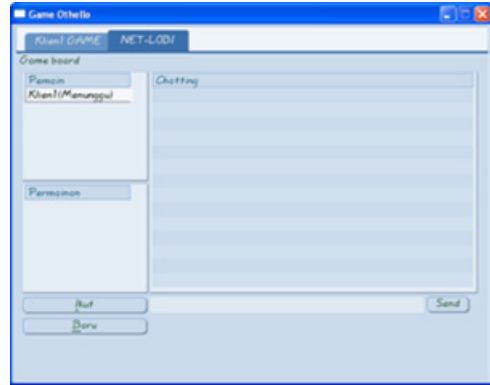 Game Othello
Klien1 GAME NET-LOBI
Game board
Pemain
Chatting
Klien1(Menunggu)
Permainan
Ikut
Send
Baru